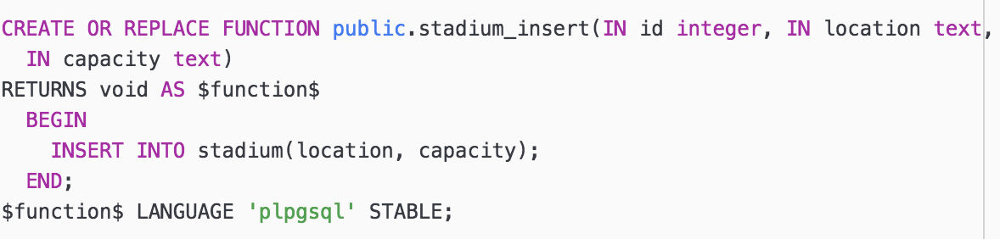 CREATE OR REPLACE FUNCTION public.stadium_insert(IN id integer, IN location text,
IN capacity text)
RETURNS void AS $function$
BEGIN
INSERT INTO stadium(location, capacity);
END;
$function$ LANGUAGE 'plpgsql' STABLE;